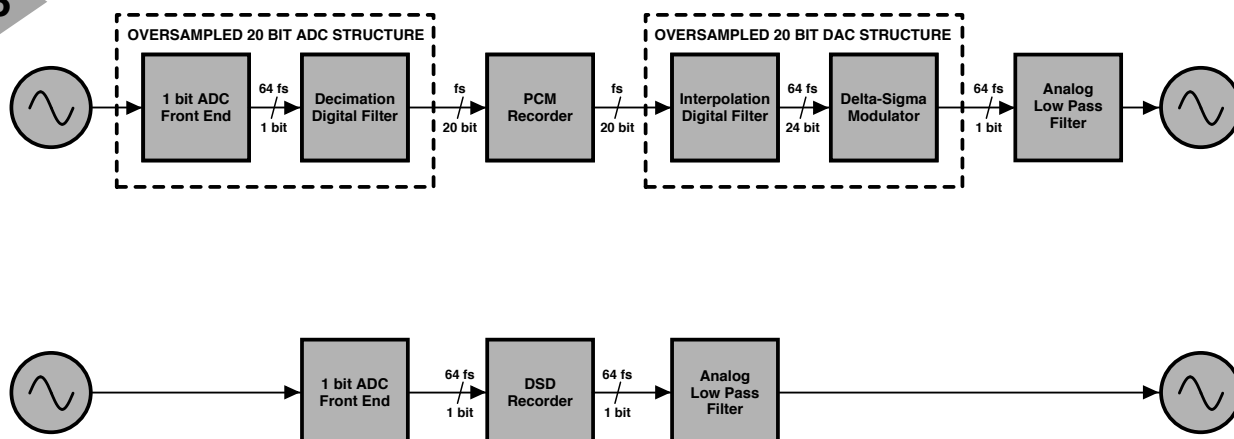 OVERSAMPLED 20 BIT ADC STRUCTURE
OVERSAMPLED 20 BIT DAC STRUCTURE
1 bit ADC
Front End
64 fs
1 bit
Decimation
Digital Filter
fs
20 bit
PCM
Recorder
fs
20 bit
Interpolation
Digital Filter
64 fs
24 bit
Delta-Sigma
Modulator
64 fs
1 bit
Analog
Low Pass
Filter
1 bit ADC
Front End
64 fs
1 bit
DSD
Recorder
64 fs
1 bit
Analog
Low Pass
Filter